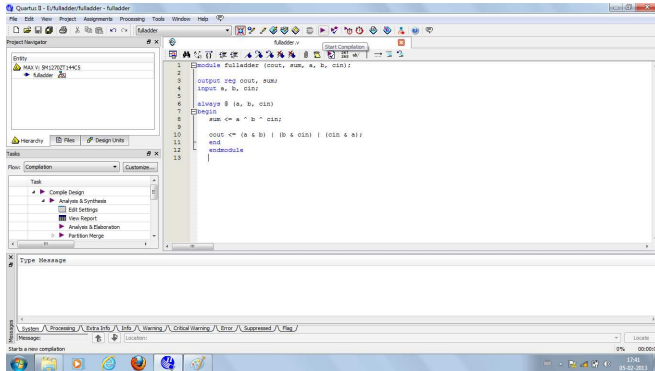 Quartus II - E:/fulladder/fulladder - fulladder
File Edit View Project Assignments Processing Tools Window Help
fulladder
Project Navigator
Entity
MAX V: 5M1270ZT144C5
fulladder
Hierarchy Files Design Units
Tasks
Flow: Compilation Customize...
Task
Compile Design
Analysis & Synthesis
Edit Settings
View Report
Analysis & Elaboration
Partition Merge
fulladder.v
Start Compilation
1 module fulladder (cout, sum, a, b, cin);
2
3 output reg cout, sum;
4 input a, b, cin;
5
6 always @ (a, b, cin)
7 begin
8 sum <= a ^ b ^ cin;
9
10 cout <= (a & b) | (b & cin) | (cin & a);
11 end
12 endmodule
13
Type Message
System Processing Extra Info Info Warning Critical Warning Error Suppressed Flag
Messages
Message: Location: Locate
Starts a new compilation 0% 00:00:0
17:41
05-02-2013